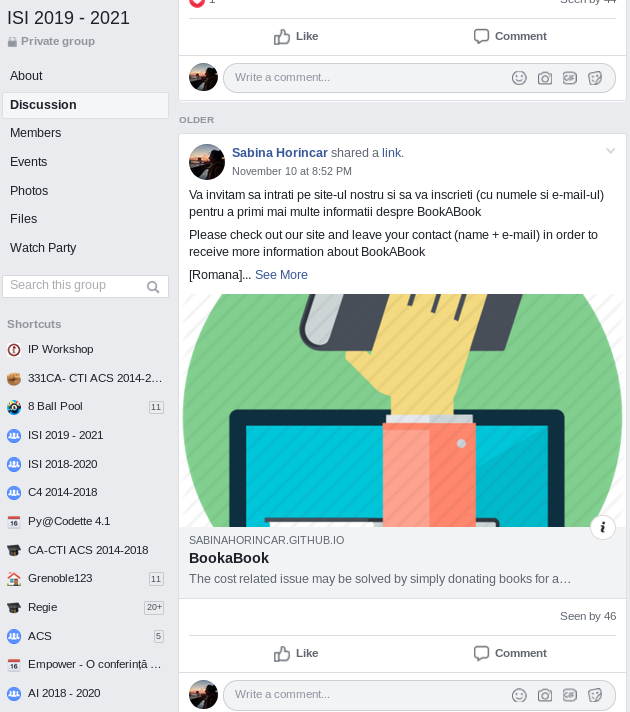 ISI 2019 - 2021
Private group
About
Discussion
Members
Events
Photos
Files
Watch Party
Search this group
Shortcuts
IP Workshop
331CA- CTI ACS 2014-2...
8 Ball Pool 11
ISI 2019 - 2021
ISI 2018-2020
C4 2014-2018
16 Py@Codette 4.1
CA-CTI ACS 2014-2018
Grenoble123 11
Regie 20+
ACS 5
16 Empower - O conferință ...
AI 2018 - 2020
1 Seen by 44
Like Comment
Write a comment... GIF
OLDER
Sabina Horincar shared a link.
November 10 at 8:52 PM
Va invitam sa intrati pe site-ul nostru si sa va inscrieti (cu numele si e-mail-ul)
pentru a primi mai multe informatii despre BookABook
Please check out our site and leave your contact (name + e-mail) in order to
receive more information about BookABook
[Romana]... See More
i
SABINAHORINCAR.GITHUB.IO
BookaBook
The cost related issue may be solved by simply donating books for a...
Seen by 46
Like Comment
Write a comment... GIF